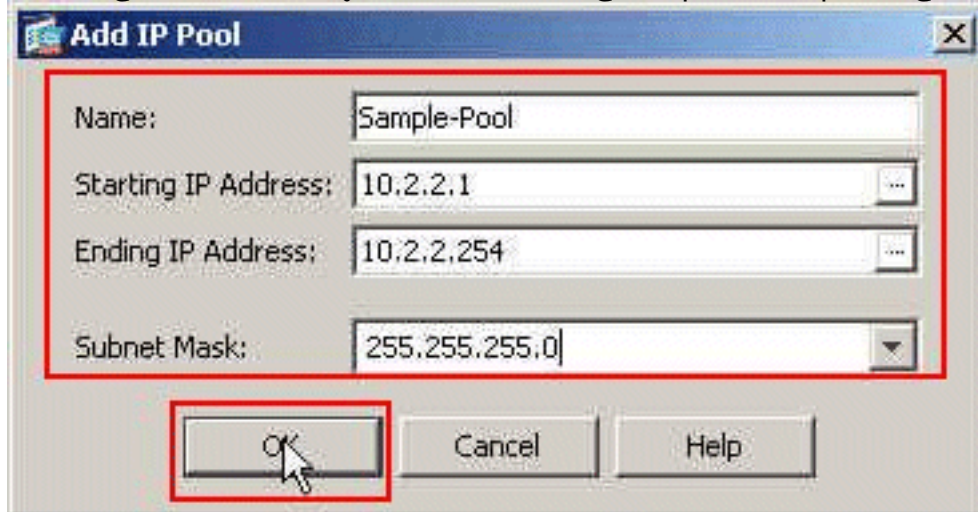 Add IP Pool
Name: Sample-Pool
Starting IP Address: 10.2.2.1 ...
Ending IP Address: 10.2.2.254 ...
Subnet Mask: 255.255.255.0
OK Cancel Help